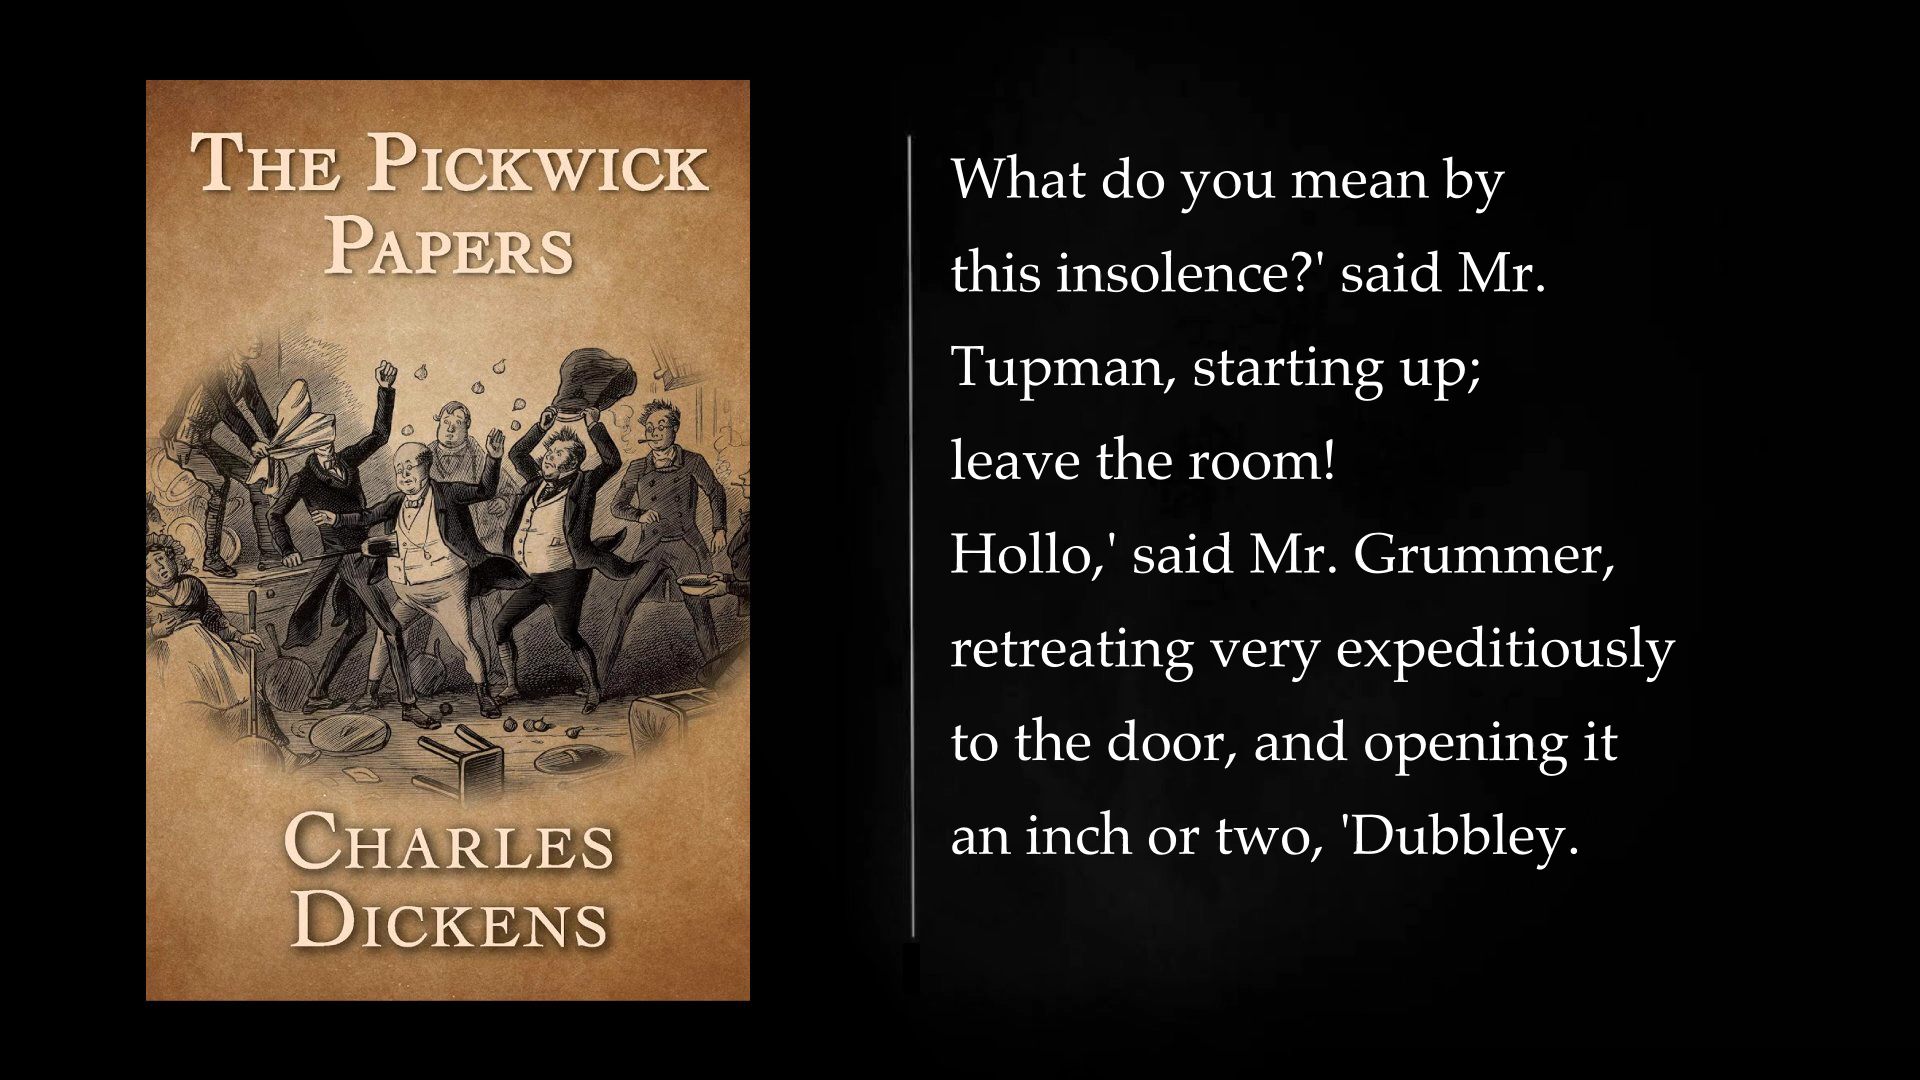 THE PICKWICK
PAPERS
CHARLES
DICKENS
What do you mean by
this insolence?' said Mr.
Tupman, starting up;
leave the room!
Hollo,' said Mr. Grummer,
retreating very expeditiously
to the door, and opening it
an inch or two, 'Dubbley.